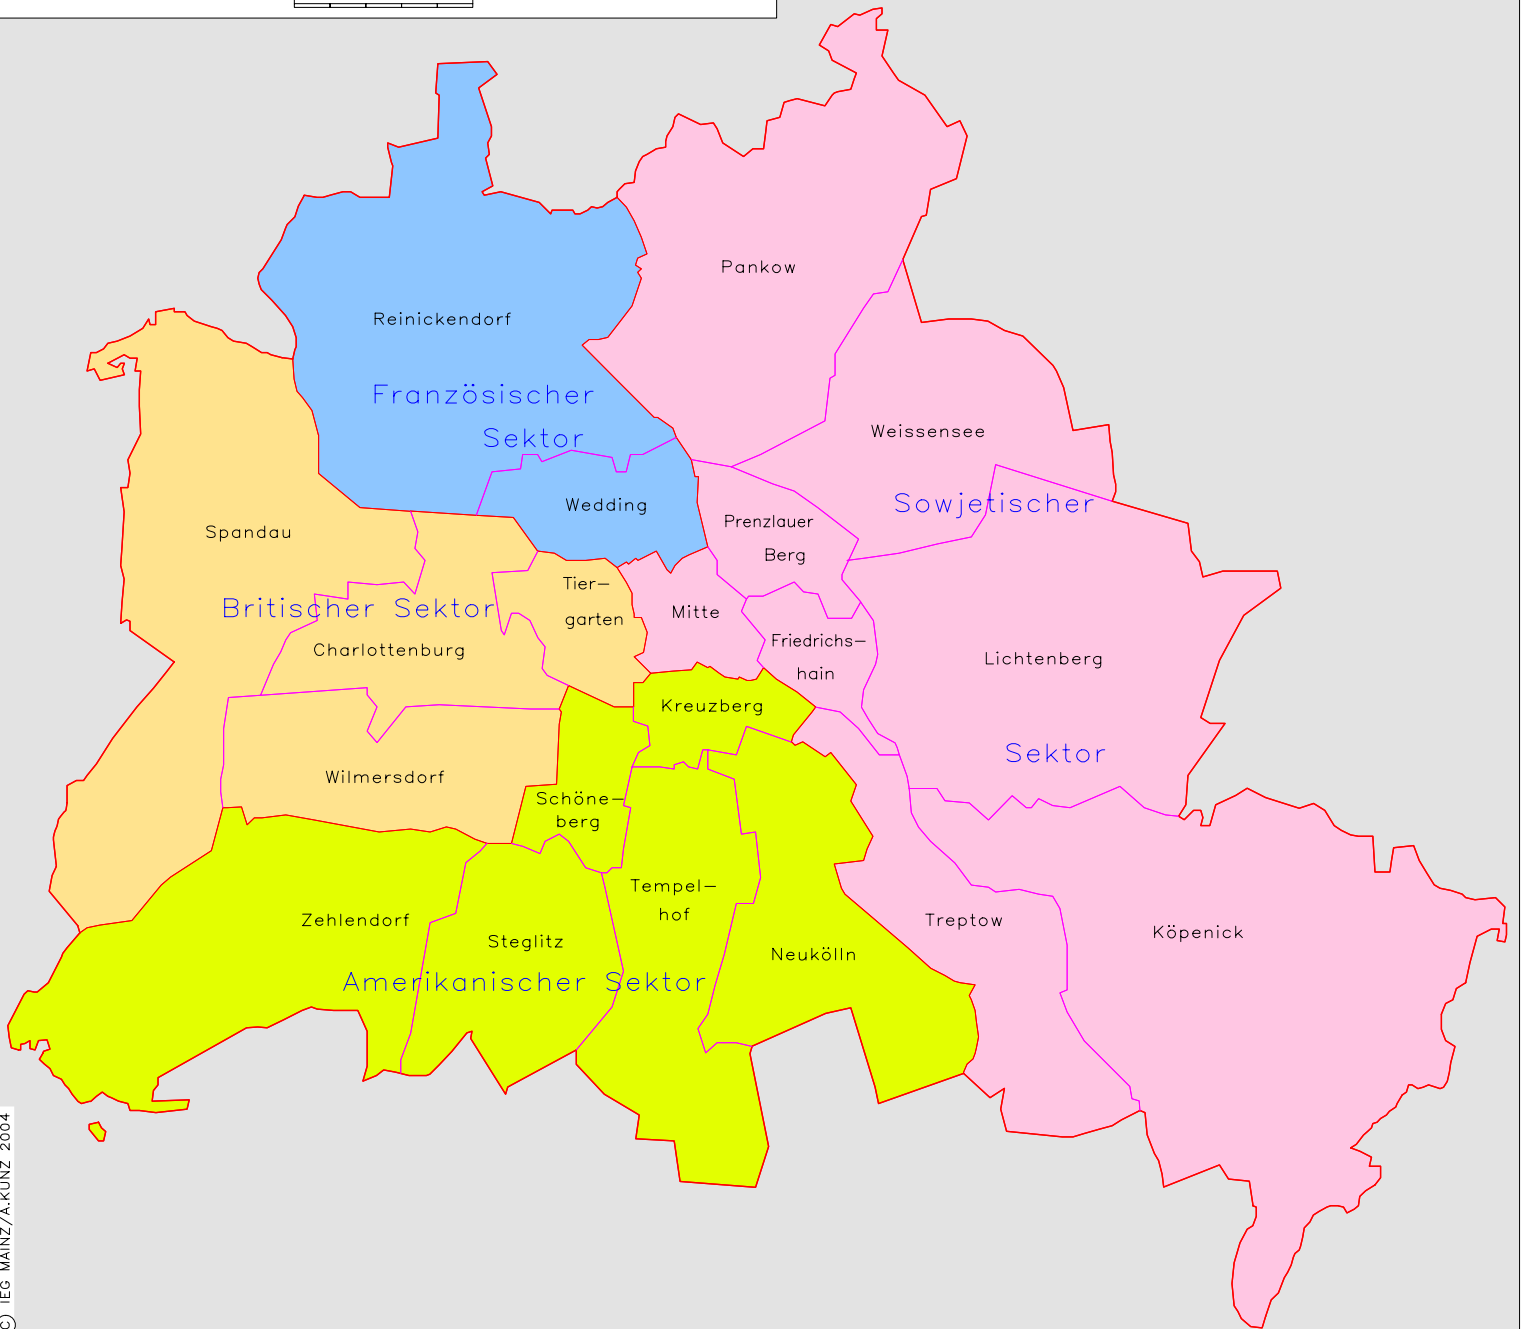 Pankow
Reinickendorf
Französischer
Sektor
Weissensee
Wedding
Sowjetischer
Prenzlauer
Berg
Spandau
Tier-
garten
Britischer Sektor
Mitte
Friedrichs-
hain
Charlottenburg
Lichtenberg
Kreuzberg
Sektor
Wilmersdorf
Schöne-
berg
Tempel-
hof
Zehlendorf
Steglitz
Treptow
Köpenick
Neukölln
Amerikanischer Sektor
C) IEG MAINZ/A.KUNZ 2004